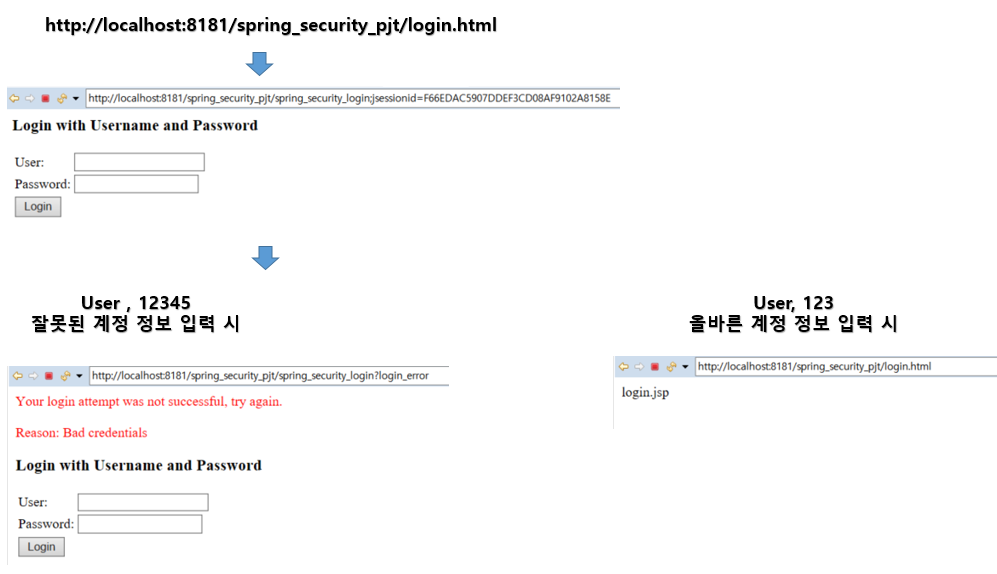 http://localhost:8181/spring_security_pjt/login.html
http://localhost:8181/spring_security_pjt/spring_security_login;jsessionid=F66EDAC5907DDEF3CD08AF9102A8158E
Login with Username and Password
User:
Password:
Login
User , 12345
잘못된 계정 정보 입력 시
http://localhost:8181/spring_security_pjt/spring_security_login?login_error
Your login attempt was not successful, try again.
Reason: Bad credentials
Login with Username and Password
User:
Password:
Login
User, 123
올바른 계정 정보 입력 시
http://localhost:8181/spring_security_pjt/login.html
login.jsp